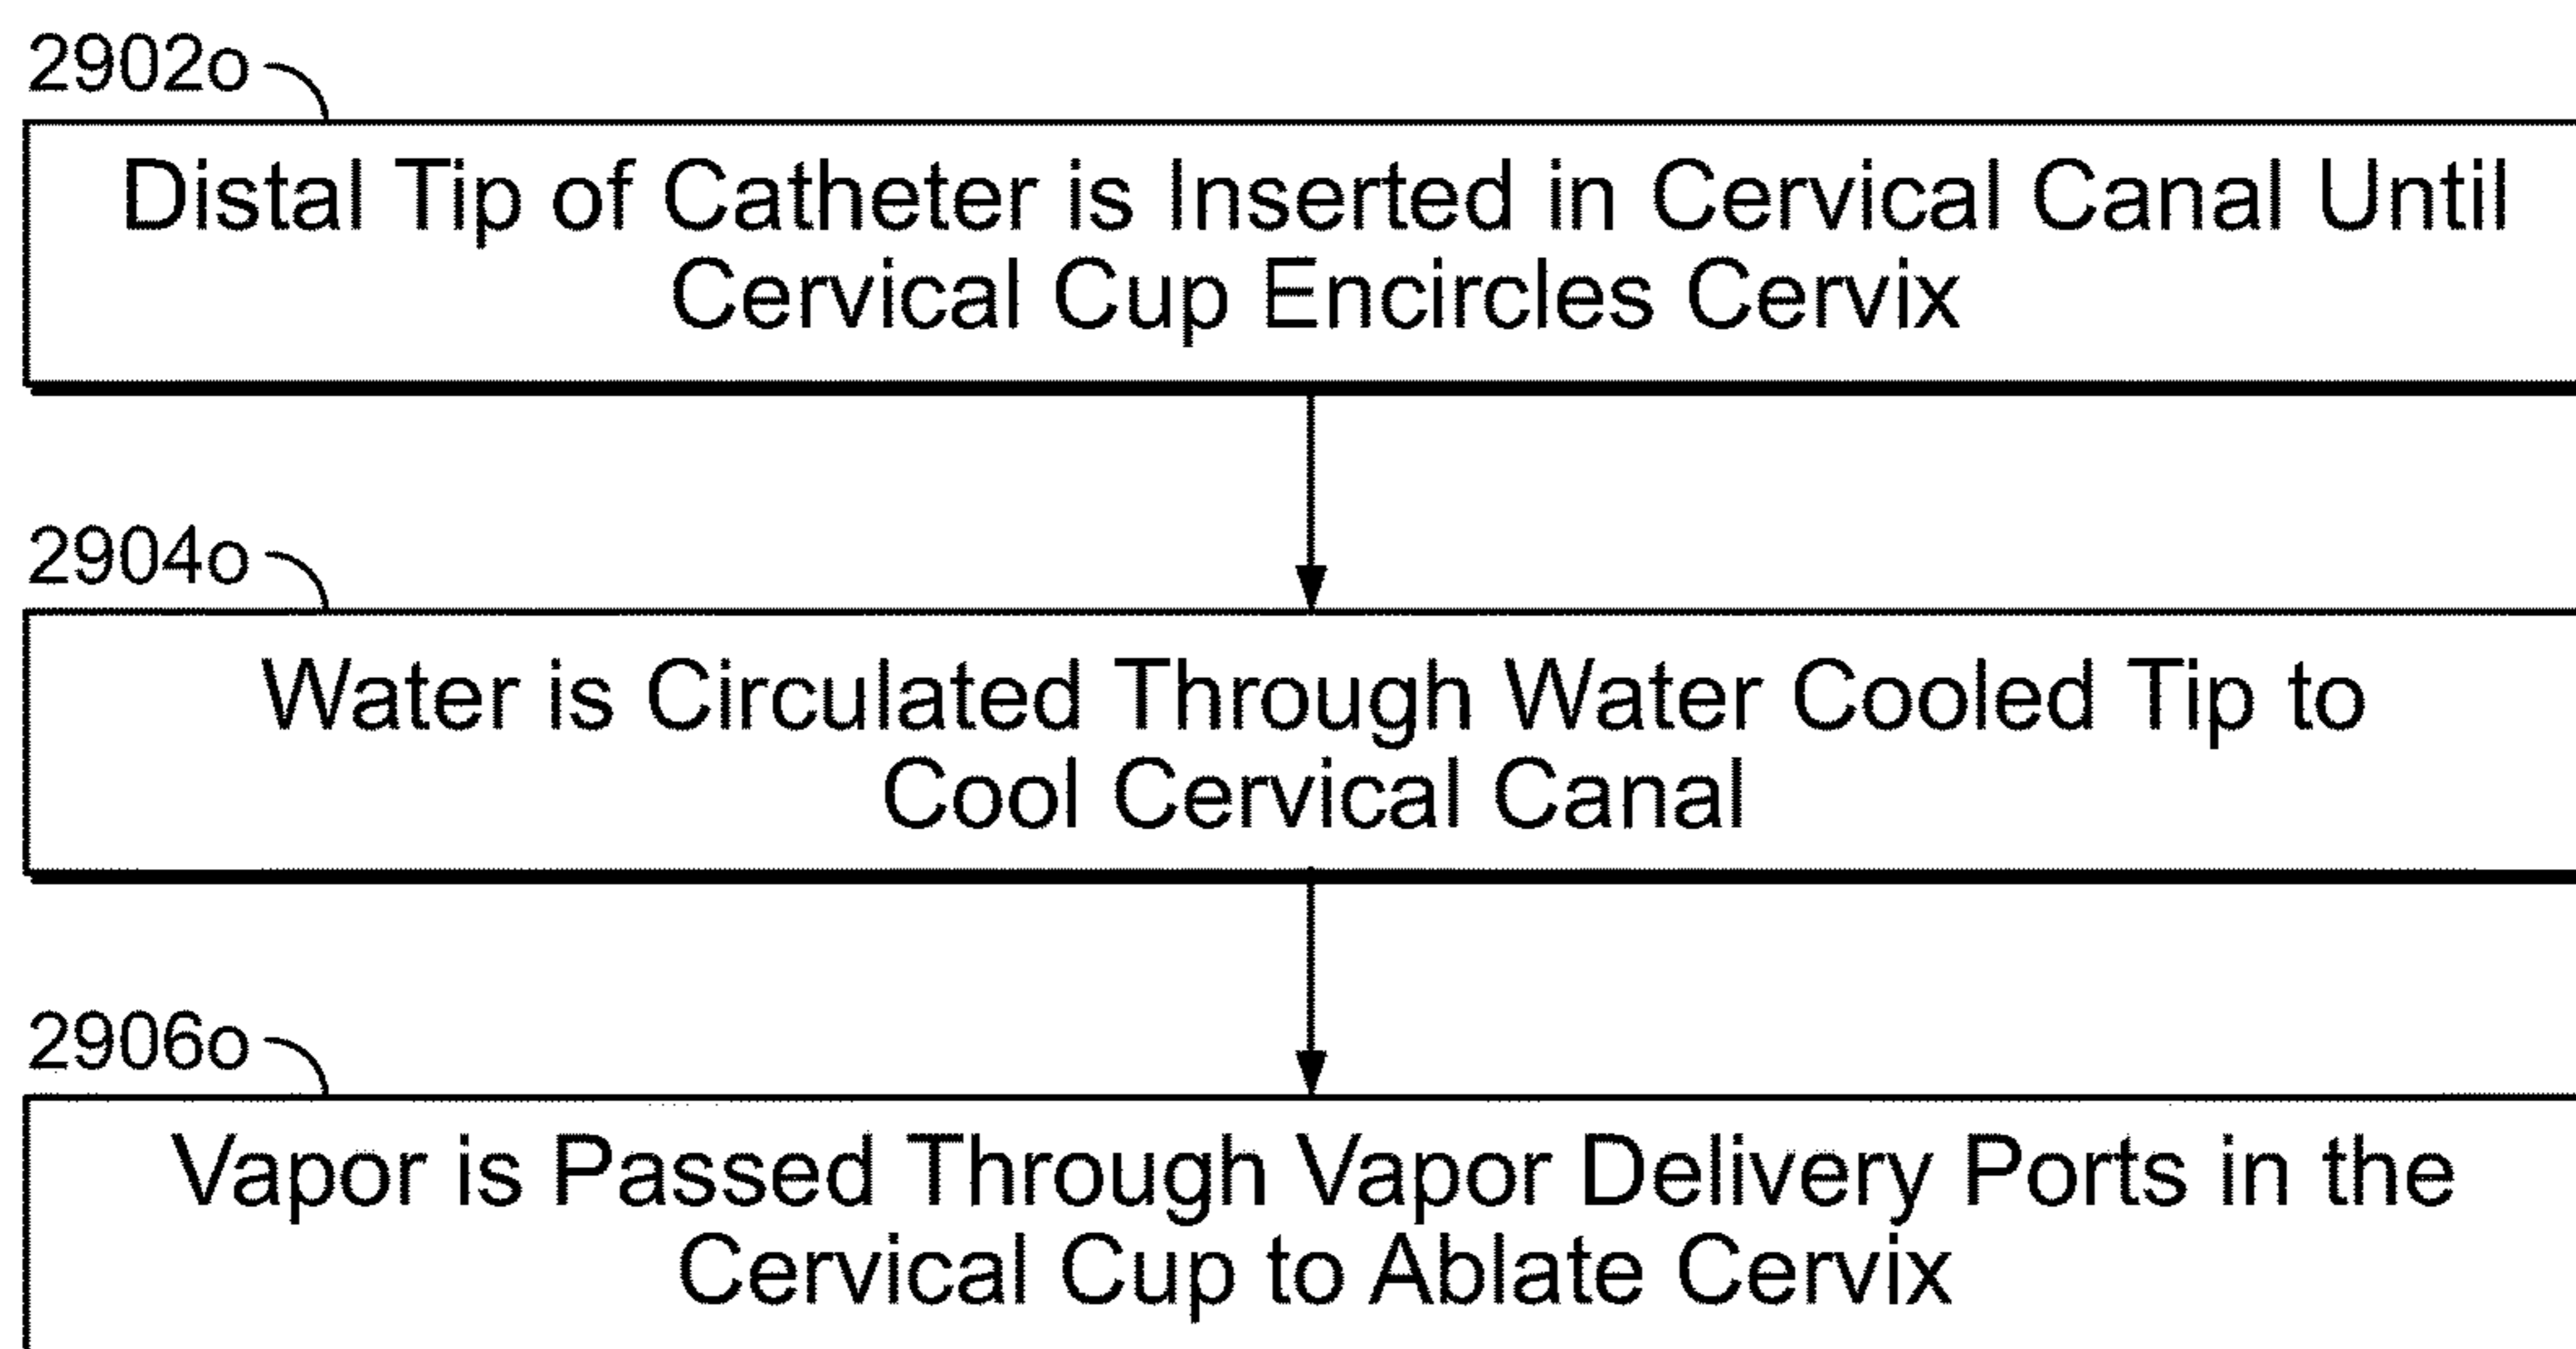 2902o
Distal Tip of Catheter is Inserted in Cervical Canal Until
Cervical Cup Encircles Cervix
2904o
Water is Circulated Through Water Cooled Tip to
Cool Cervical Canal
2906o
Vapor is Passed Through Vapor Delivery Ports in the
Cervical Cup to Ablate Cervix